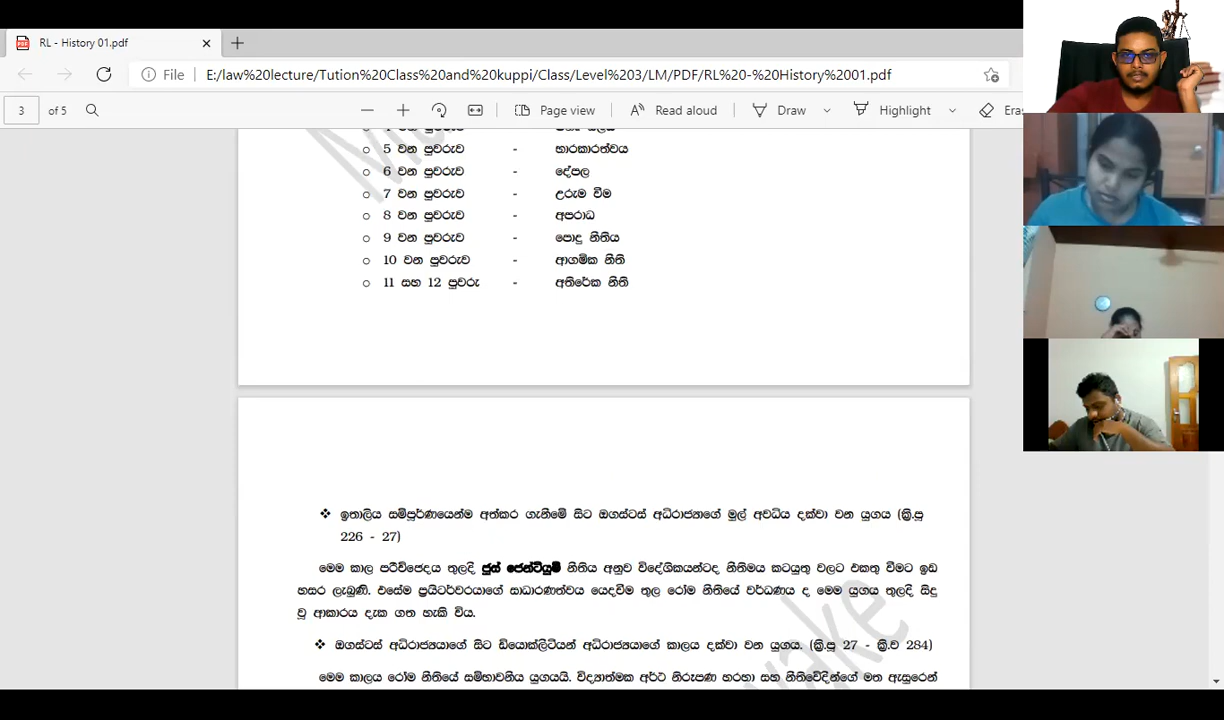 RL - History 01.pdf
File E:/law%20lecture/Tution%20Class%20and%20kuppi/Class/Level%203/LM/PDF/RL%20-%20History%2001.pdf
3 of 5 Page view Read aloud Draw Highlight Eras
5 වන පුවරුව - භාරකාරත්වය
6 වන පුවරුව - දේපල
7 වන පුවරුව - උරුම වීම
8 වන පුවරුව - අපරාධ
9 වන පුවරුව - පොදු නීතිය
10 වන පුවරුව - ආගමික නීති
11 සහ 12 පුවරු - අතිරේක නීති
ඉතාලිය සම්පූර්ණයෙන්ම අත්කර ගැනීමේ සිට ඔගස්ටස් අධිරාජ්‍යාගේ මුල් අවධිය දක්වා වන යුගය (ක්‍රි.පූ
226 - 27)
මෙම කාල පරිච්ඡෙදය තුලදි ජුස් ජෙන්ටියුම් නීතිය අනුව විදේශිකයන්ටද නීතිමය කටයුතු වලට එකතු වීමට ඉඩ
හසර ලැබුණි. එසේම ප්‍රයිටර්වරයාගේ සාධාරණත්වය යෙදවීම තුල රෝම නීතියේ වර්ධණය ද මෙම යුගය තුලදි සිදු
වූ ආකාරය දැක ගත හැකි විය.
ඔගස්ටස් අධිරාජ්‍යයාගේ සිට ඩියොක්ලීටියන් අධිරාජ්‍යයාගේ කාලය දක්වා වන යුගය. (ක්‍රි.පූ 27 - ක්‍රි.ව 284)
මෙම කාලය රෝම නීතියේ සම්භාවනීය යුගයයි. විද්‍යාත්මක අර්ථ නිරුපණ හරහා සහ නීතිවේදින්ගේ මත ඇසුරෙන්